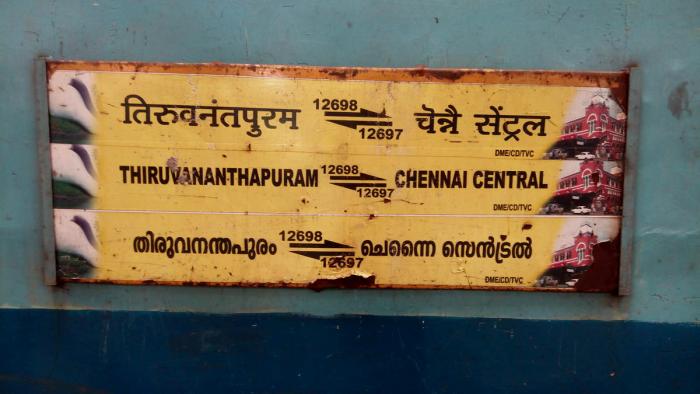 तिरुवनंतपुरम 12698 चॆन्नै सेंट्रल
12697
DME/CD/TVC
THIRUVANANTHAPURAM 12698 CHENNAI CENTRAL
12697
DME/CD/TVC
തിരുവനന്തപുരം 12698 ചെന്നൈ സെൻട്രൽ
12697
DME/CD/TVC